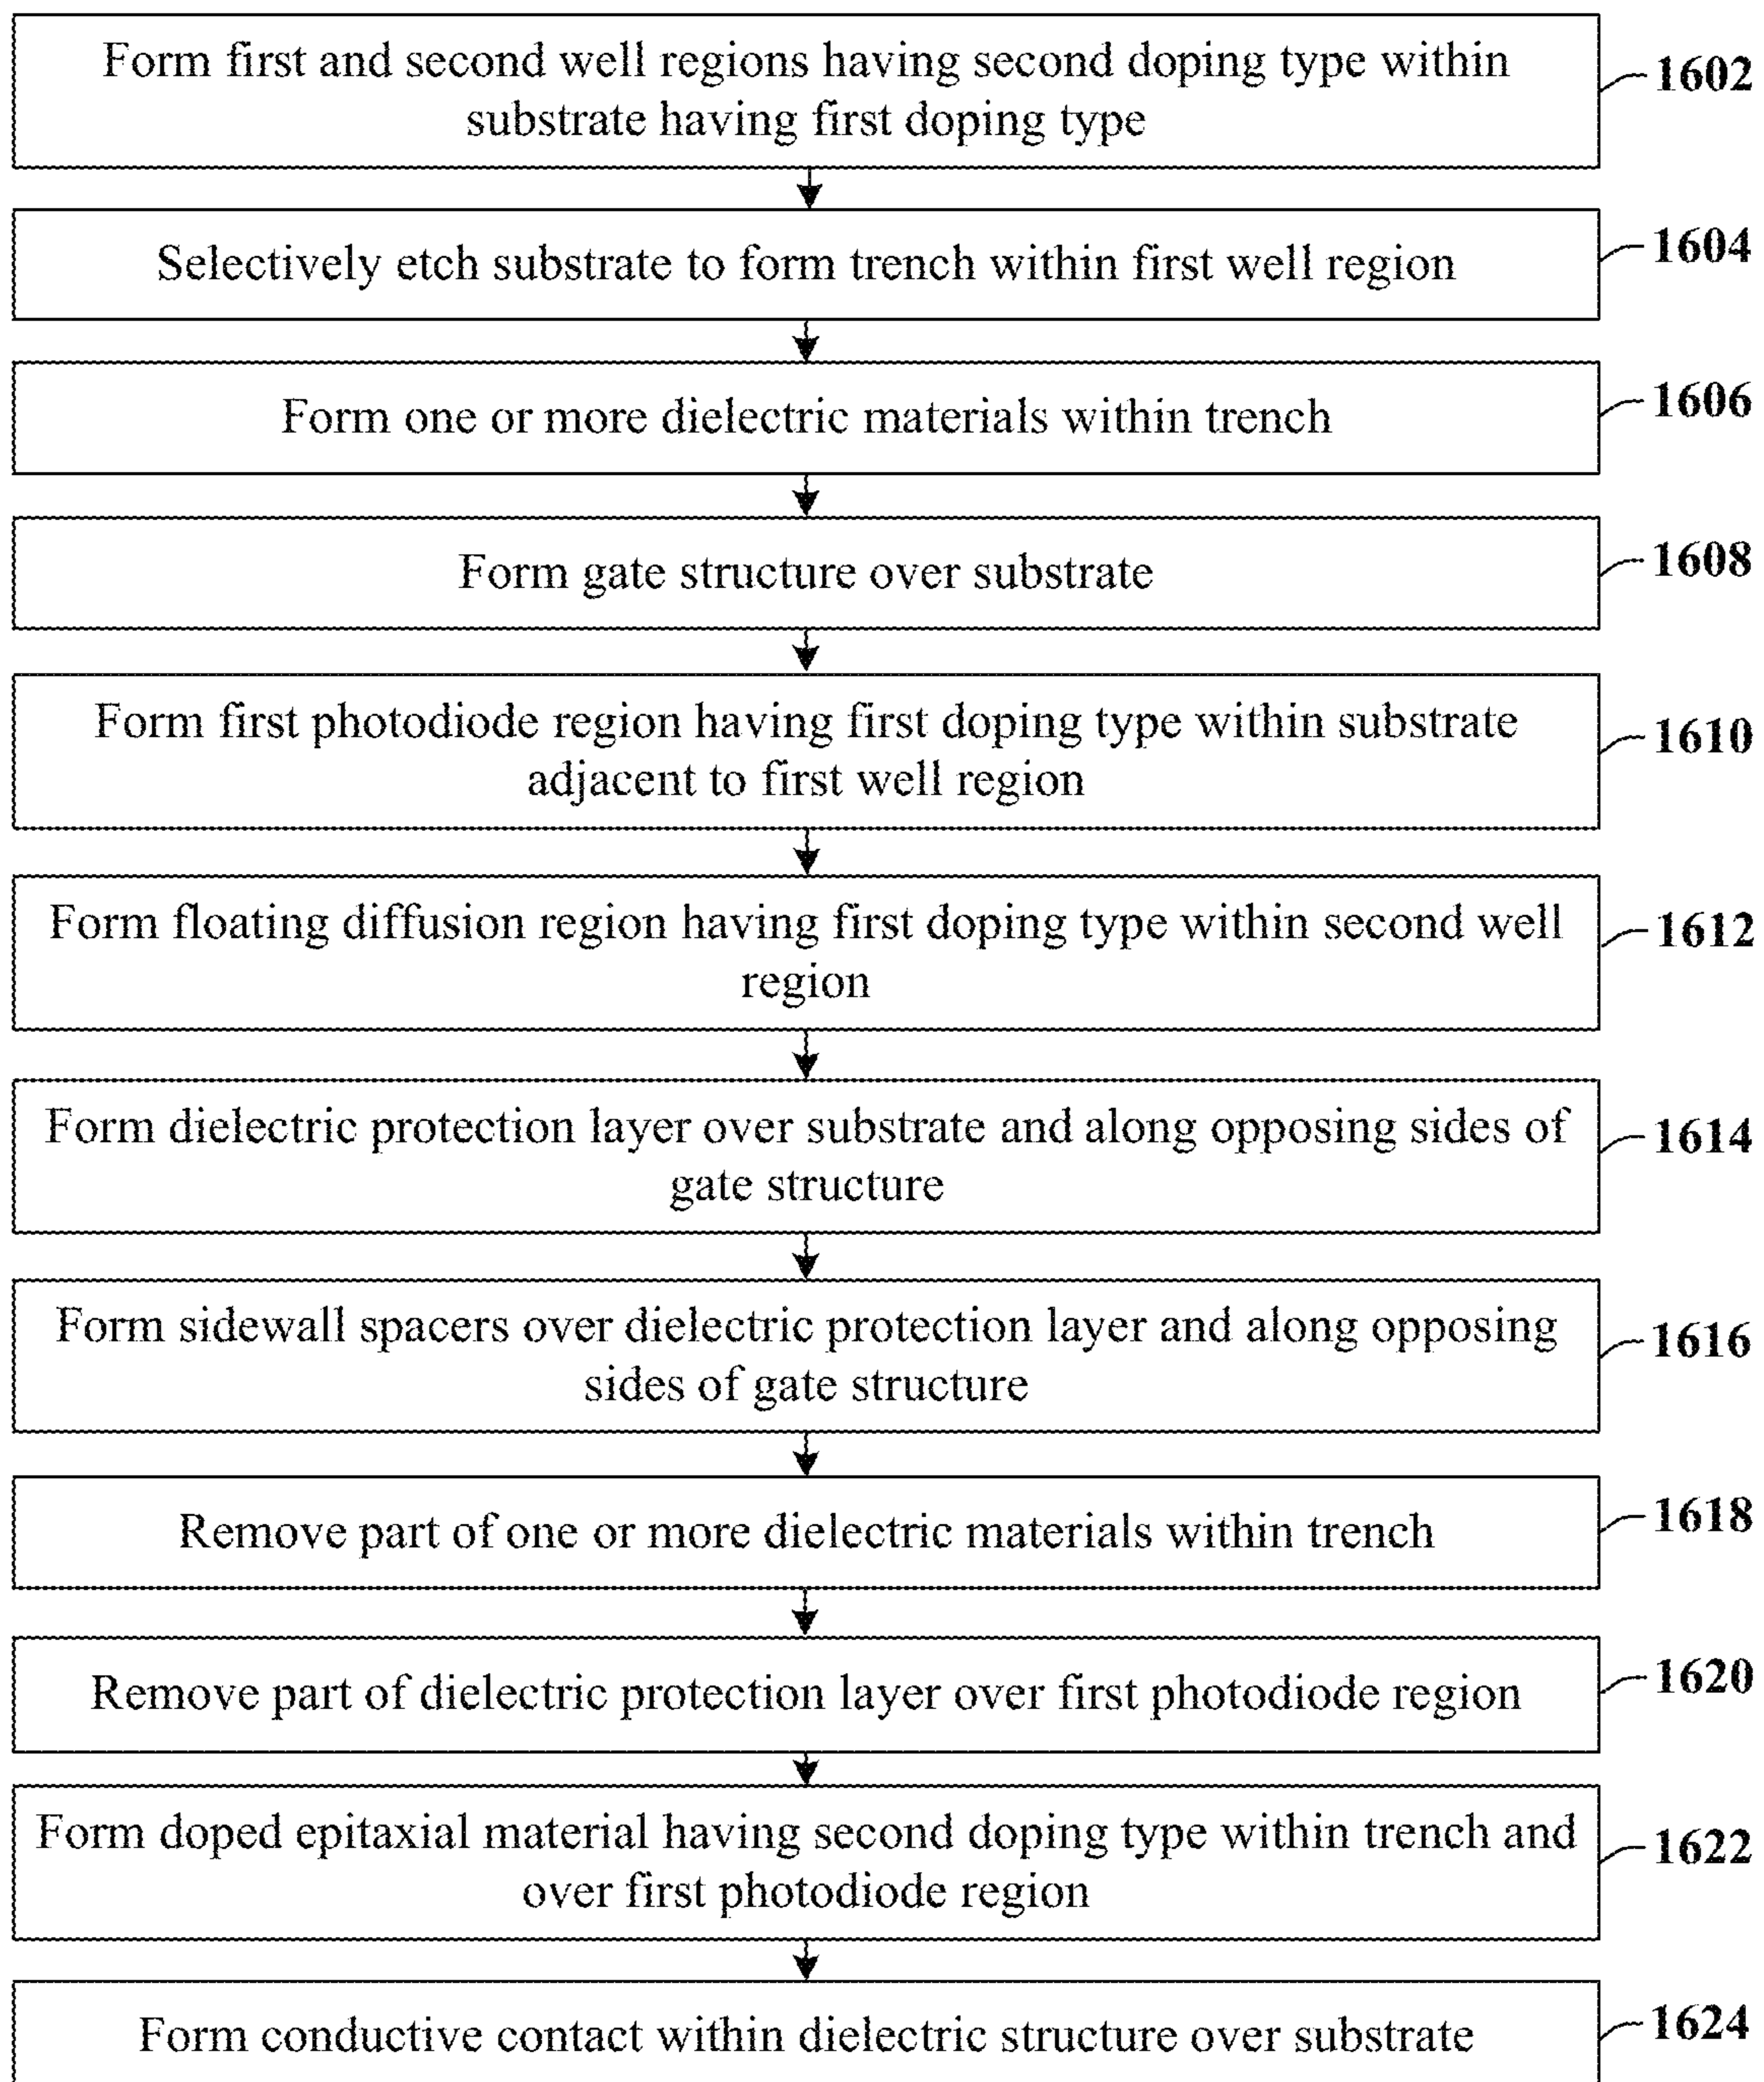 Form first and second well regions having second doping type within
substrate having first doping type
1602
Selectively etch substrate to form trench within first well region
1604
Form one or more dielectric materials within trench
1606
Form gate structure over substrate
1608
Form first photodiode region having first doping type within substrate
adjacent to first well region
1610
Form floating diffusion region having first doping type within second well
region
1612
Form dielectric protection layer over substrate and along opposing sides of
gate structure
1614
Form sidewall spacers over dielectric protection layer and along opposing
sides of gate structure
1616
Remove part of one or more dielectric materials within trench
1618
Remove part of dielectric protection layer over first photodiode region
1620
Form doped epitaxial material having second doping type within trench and
over first photodiode region
1622
Form conductive contact within dielectric structure over substrate
1624